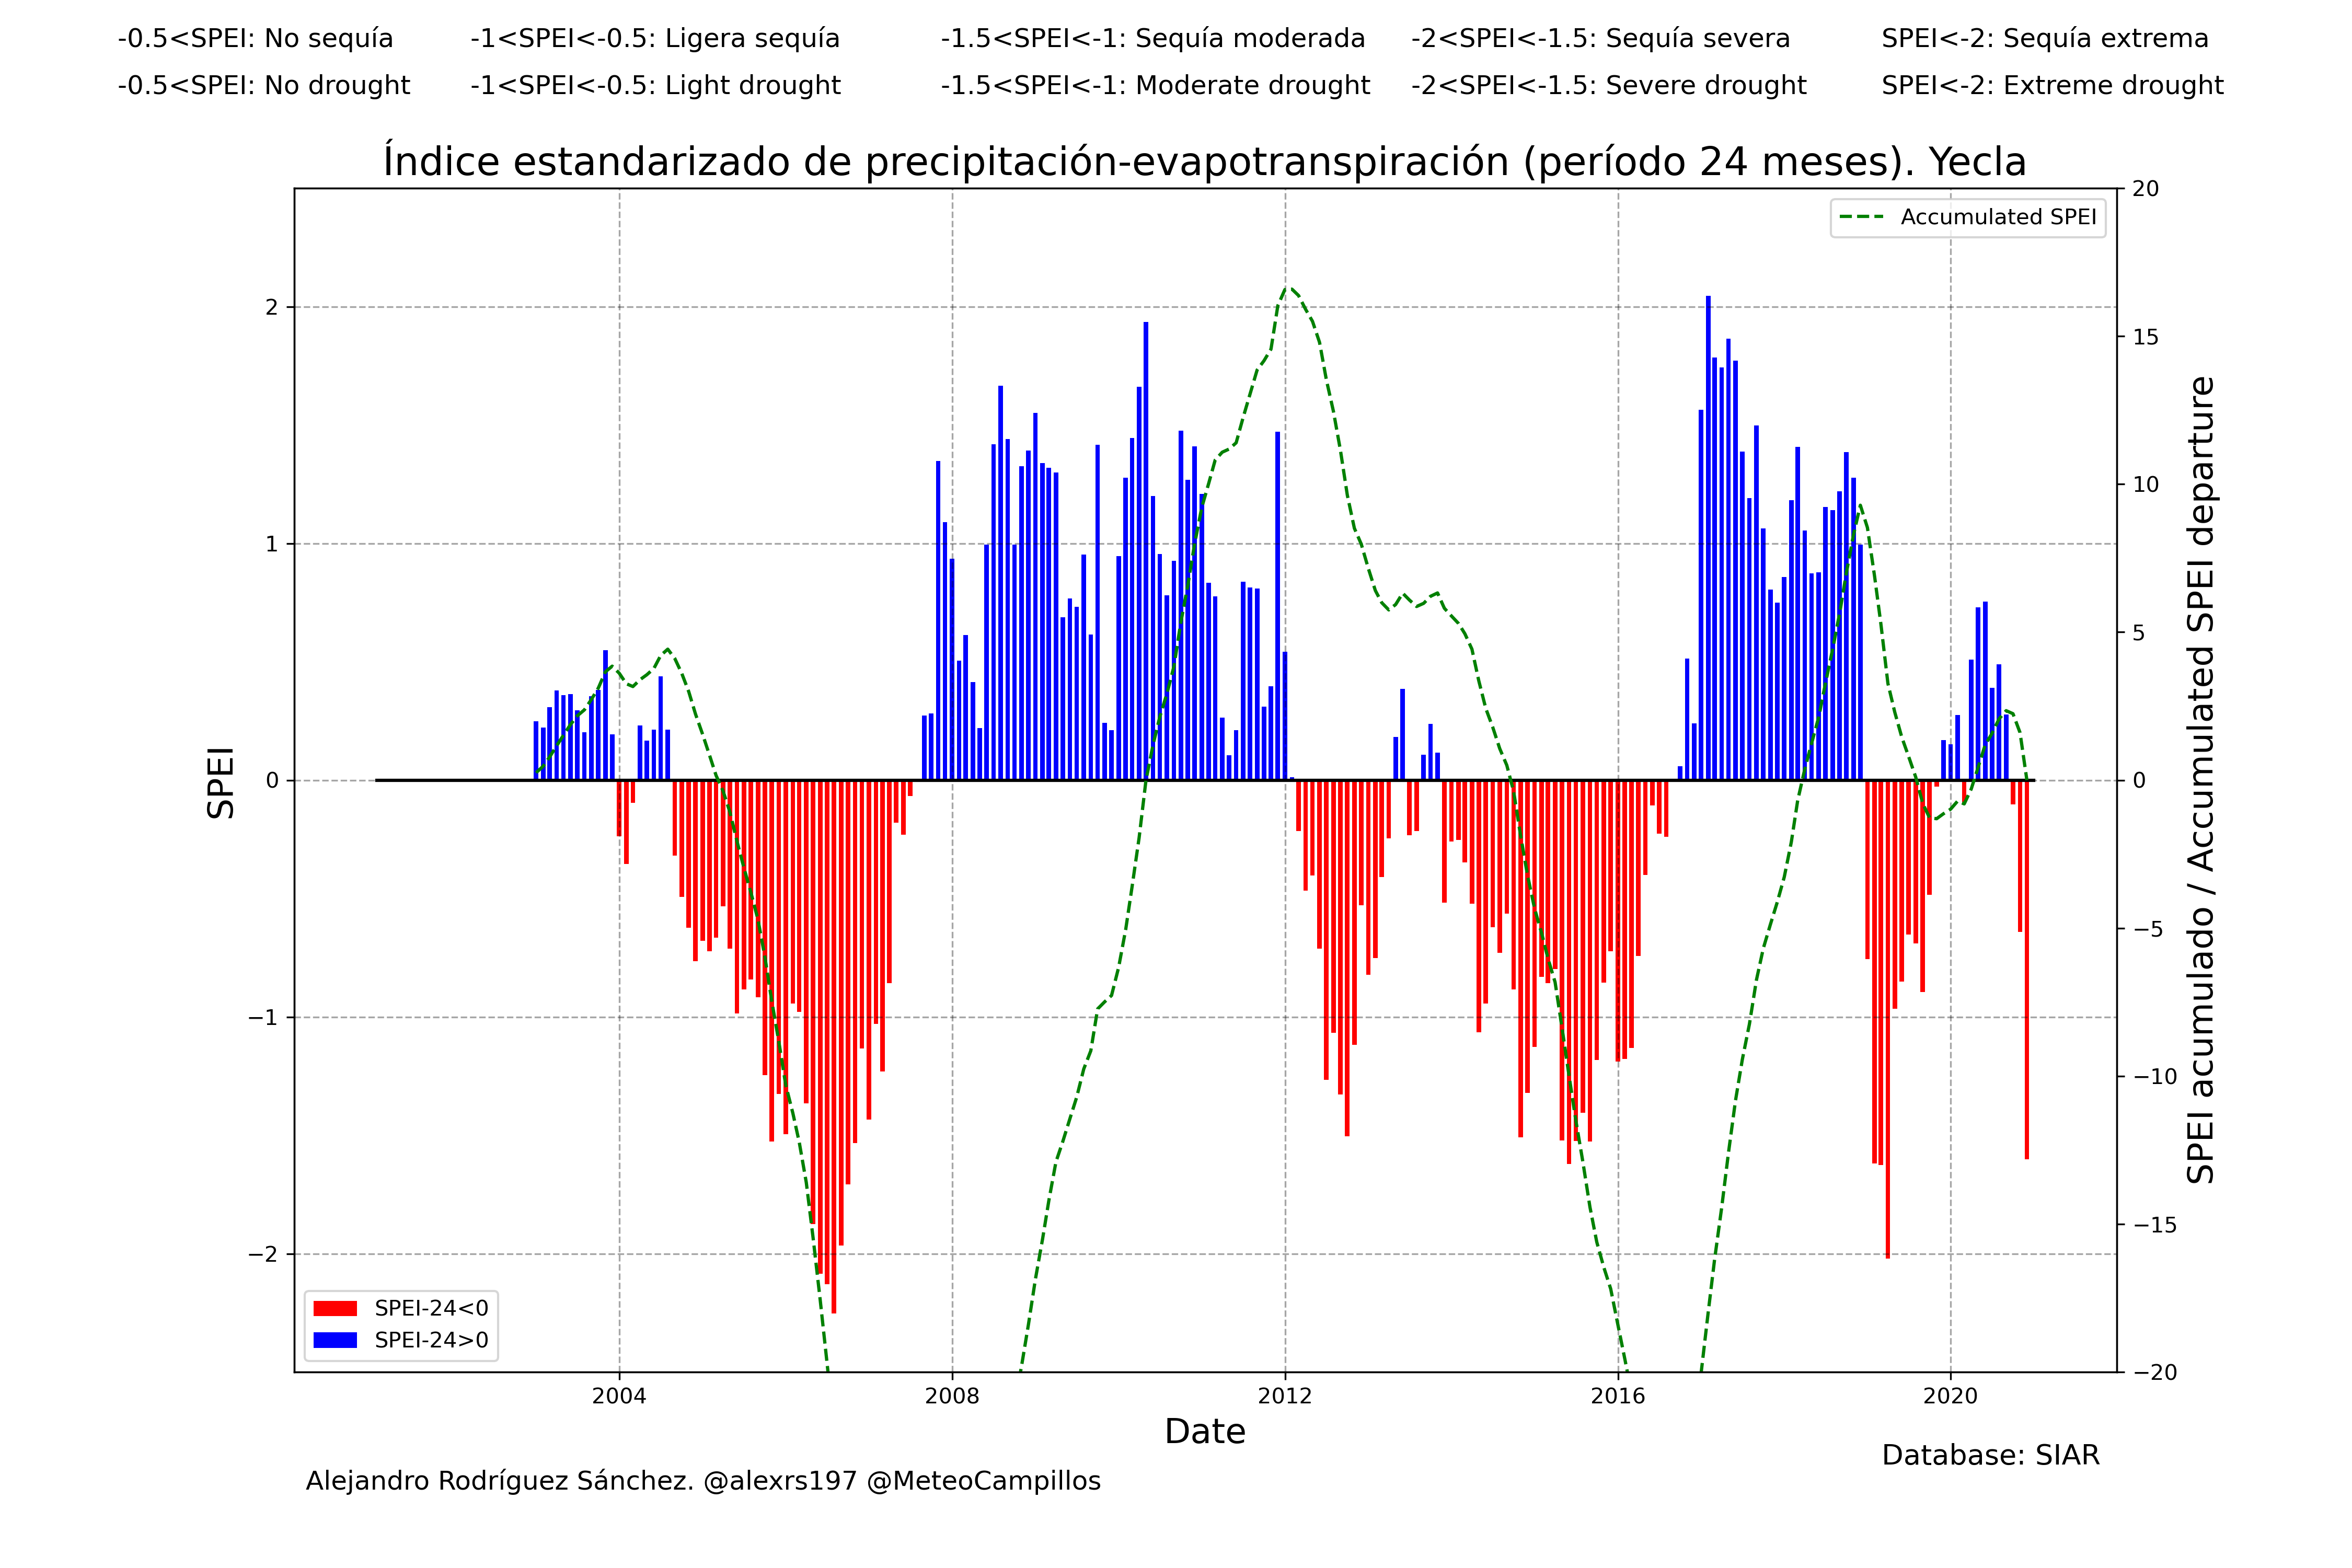 -0.5<SPEI: No sequía -1<SPEI<-0.5: Ligera sequía -1.5<SPEI<-1: Sequía moderada -2<SPEI<-1.5: Sequía severa SPEI<-2: Sequía extrema
-0.5<SPEI: No drought -1<SPEI<-0.5: Light drought -1.5<SPEI<-1: Moderate drought -2<SPEI<-1.5: Severe drought SPEI<-2: Extreme drought
Índice estandarizado de precipitación-evapotranspiración (período 24 meses). Yecla
Accumulated SPEI
SPEI
2
1
0
−1
−2
20
15
10
5
0
−5
−10
−15
−20
SPEI acumulado / Accumulated SPEI departure
SPEI-24<0
SPEI-24>0
2004 2008 2012 2016 2020
Date
Database: SIAR
Alejandro Rodríguez Sánchez. @alexrs197 @MeteoCampillos